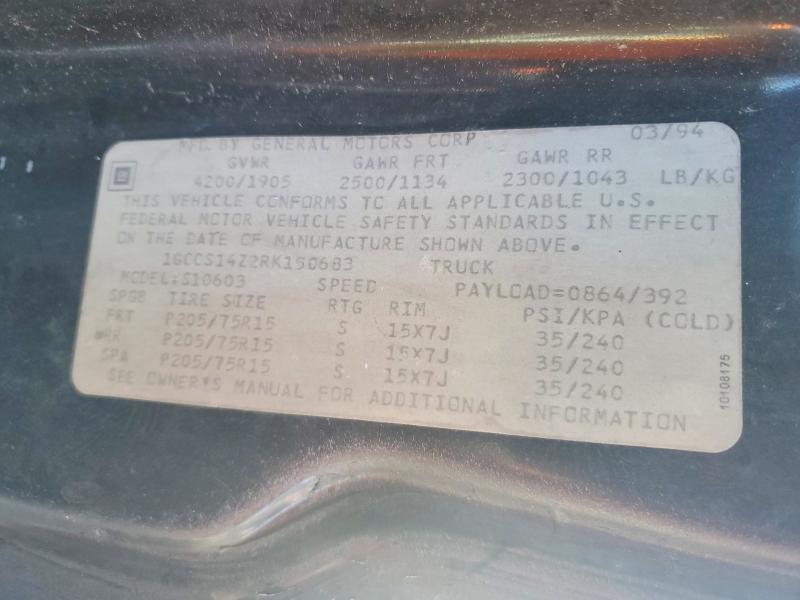 MFD BY GENERAL MOTORS CORP 03/94
GVWR GAWR FRT GAWR RR
4200/1905 2500/1134 2300/1043 LB/KG
THIS VEHICLE CONFORMS TO ALL APPLICABLE U.S.
FEDERAL MOTOR VEHICLE SAFETY STANDARDS IN EFFECT
ON THE DATE OF MANUFACTURE SHOWN ABOVE.
1GCCS14Z2RK150683 TRUCK
MODEL:S10603 SPEED PAYLOAD=0864/392
SPGB TIRE SIZE RTG RIM PSI/KPA (COLD)
FRT P205/75R15 S 15X7J 35/240
RR P205/75R15 S 15X7J 35/240
SPA P205/75R15 S 15X7J 35/240
SEE OWNER'S MANUAL FOR ADDITIONAL INFORMATION
10108175